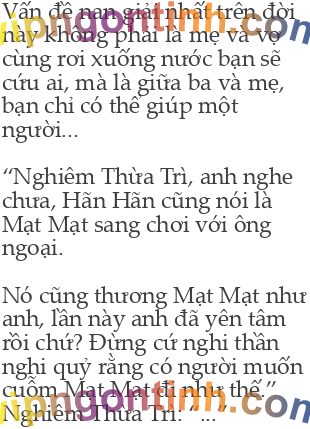 Vấn đề nan giải nhất trên đời
này không phải là mẹ và vợ
cùng rơi xuống nước bạn sẽ
cứu ai, mà là giữa ba và mẹ,
bạn chỉ có thể giúp một
người...
“Nghiêm Thừa Trì, anh nghe
chưa, Hãn Hãn cũng nói là
Mạt Mạt sang chơi với ông
ngoại.
Nó cũng thương Mạt Mạt như
anh, lần này anh đã yên tâm
rồi chứ? Đừng cứ nghi thần
nghi quỷ rằng có người muốn
cuỗm Mạt Mạt đi như thế.”
Nghiêm Thừa Trì: “...”
vipngontinh.com
vipngontinh.com